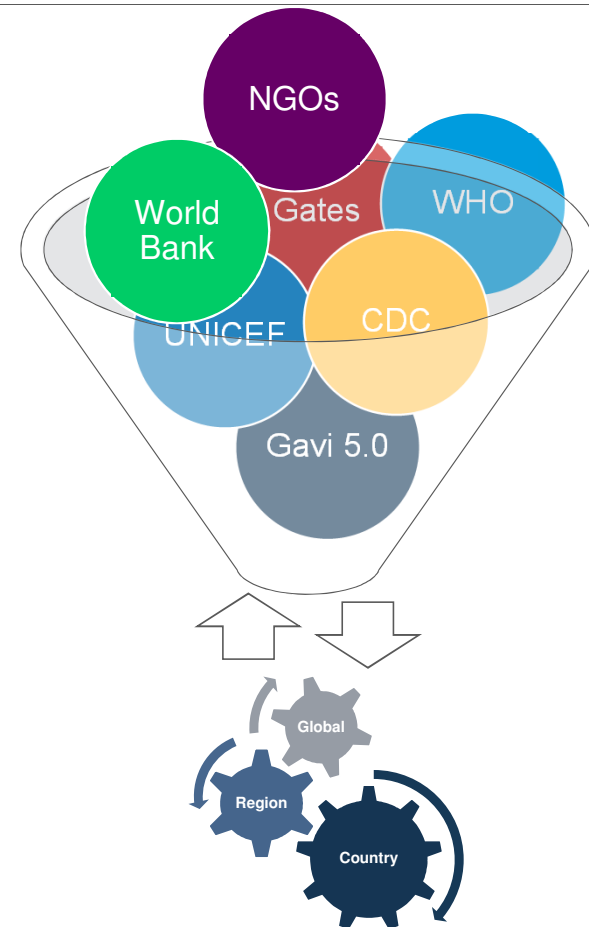 NGOs
Gates
WHO
World
Bank
UNICEF
CDC
Gavi 5.0
Global
Region
Country